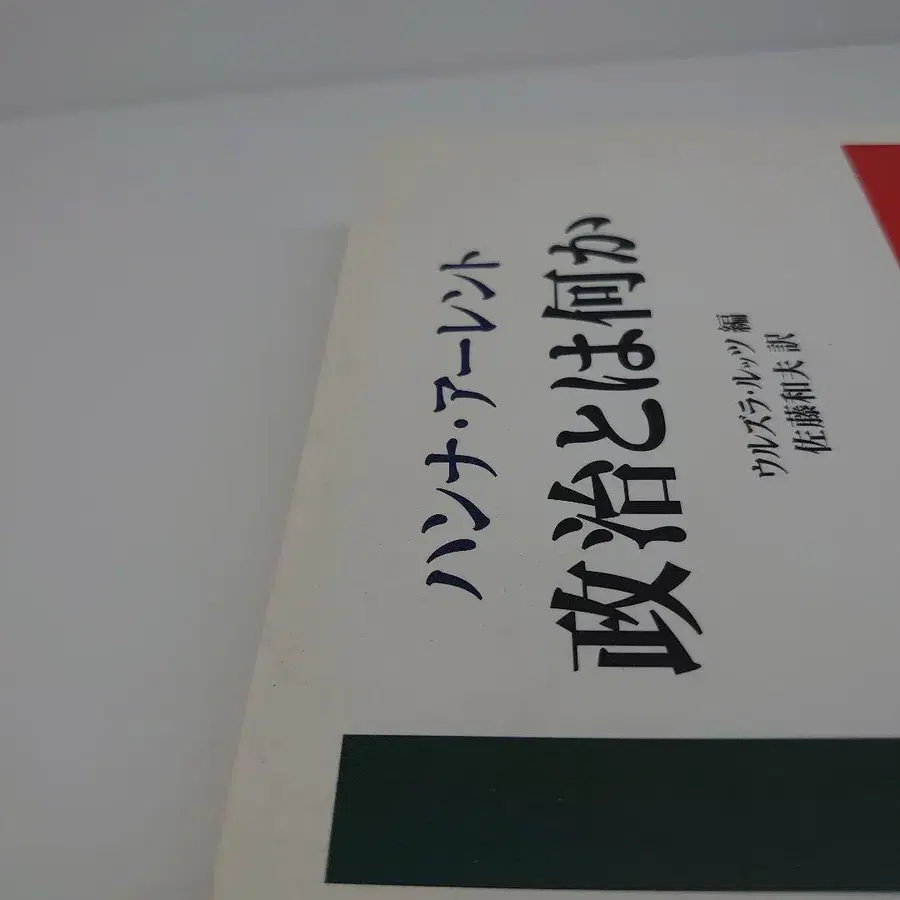 ハンナ・アーレント
政治とは何か
ウルズラ・ルッツ 編
佐藤和夫 訳